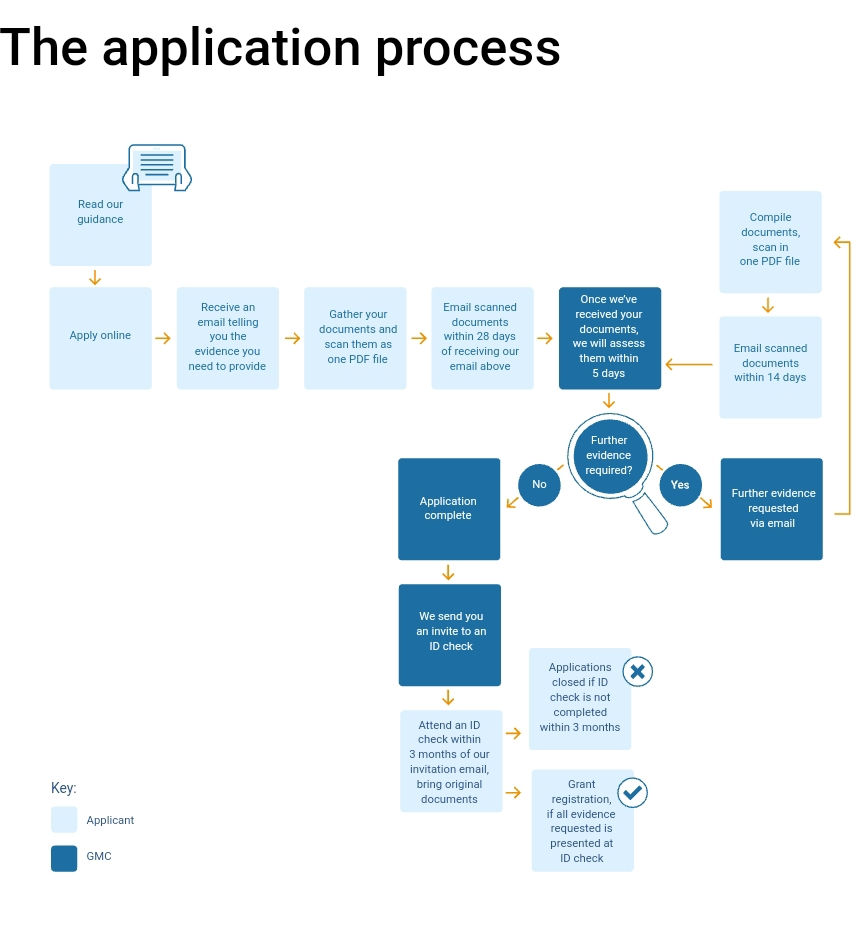 The application process
Read our
guidance
Apply online
Receive an
email telling
you the
evidence you
need to provide
Gather your
documents and
scan them as
one PDF file
Email scanned
documents
within 28 days
of receiving our
email above
Once we've
received your
documents,
we will assess
them within
5 days
Compile
documents,
scan in
one PDF file
Email scanned
documents
within 14 days
Further
evidence
required?
No
Yes
Application
complete
Further evidence
requested
via email
We send you
an invite to an
ID check
Attend an ID
check within
3 months of our
invitation email,
bring original
documents
Applications
closed if ID
check is not
completed
within 3 months
Grant
registration,
if all evidence
requested is
presented at
ID check
Key:
Applicant
GMC